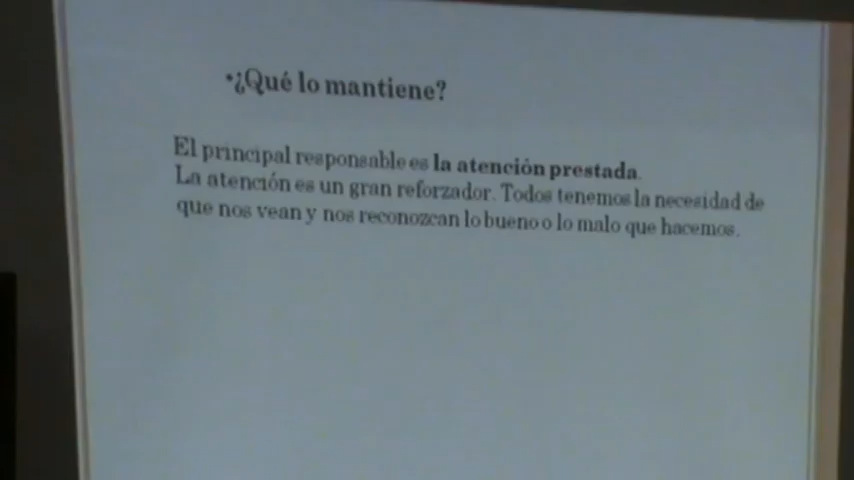 •¿Qué lo mantiene?
El principal responsable es la atención prestada.
La atención es un gran reforzador. Todos tenemos la necesidad de
que nos vean y nos reconozcan lo bueno o lo malo que hacemos.